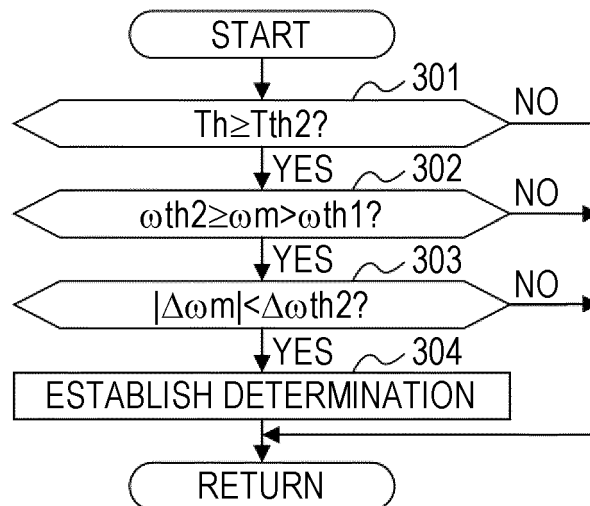 START
301
Th≥Tth2?
NO
YES
302
ωth2≥ωm>ωth1?
NO
YES
303
|Δωm|<Δωth2?
NO
YES
304
ESTABLISH DETERMINATION
RETURN